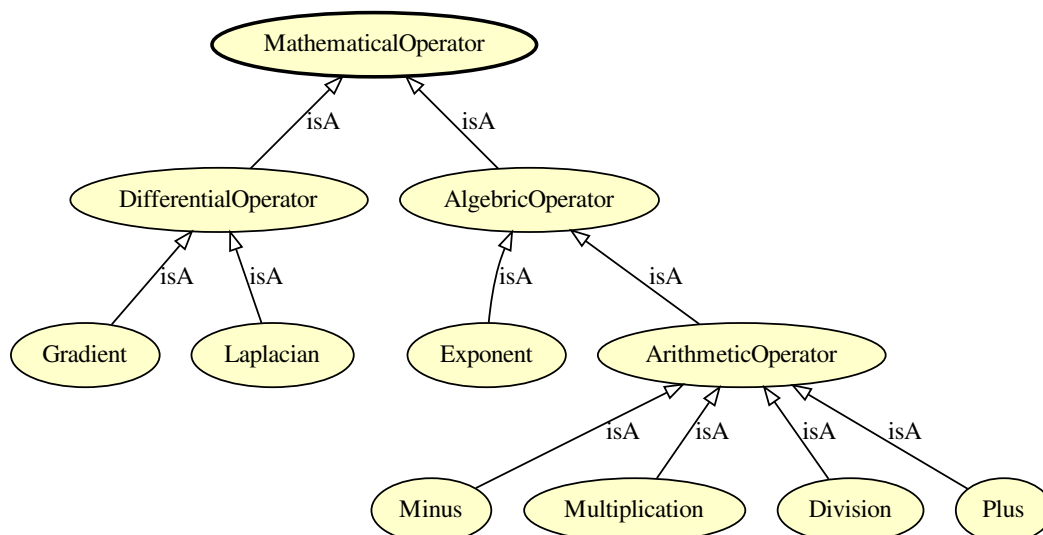 MathematicalOperator
isA
isA
DifferentialOperator
AlgebricOperator
isA
isA
isA
isA
Gradient
Laplacian
Exponent
ArithmeticOperator
isA
isA
isA
isA
Minus
Multiplication
Division
Plus